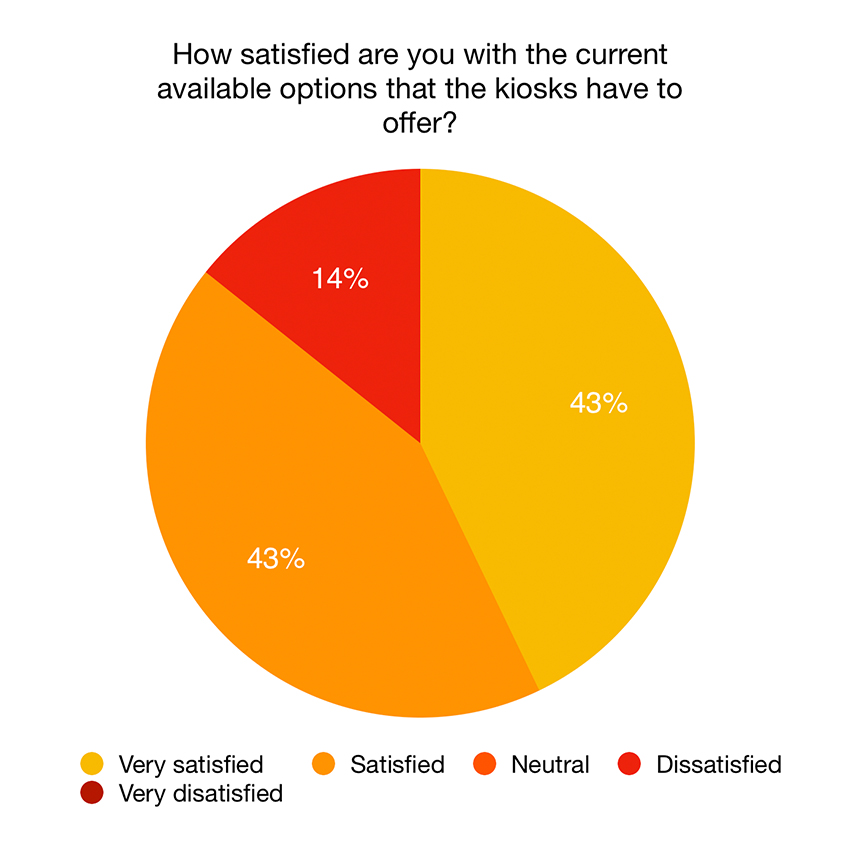 How satisfied are you with the current
available options that the kiosks have to
offer?
14%
43%
43%
Very satisfied
Satisfied
Neutral
Dissatisfied
Very disatisfied